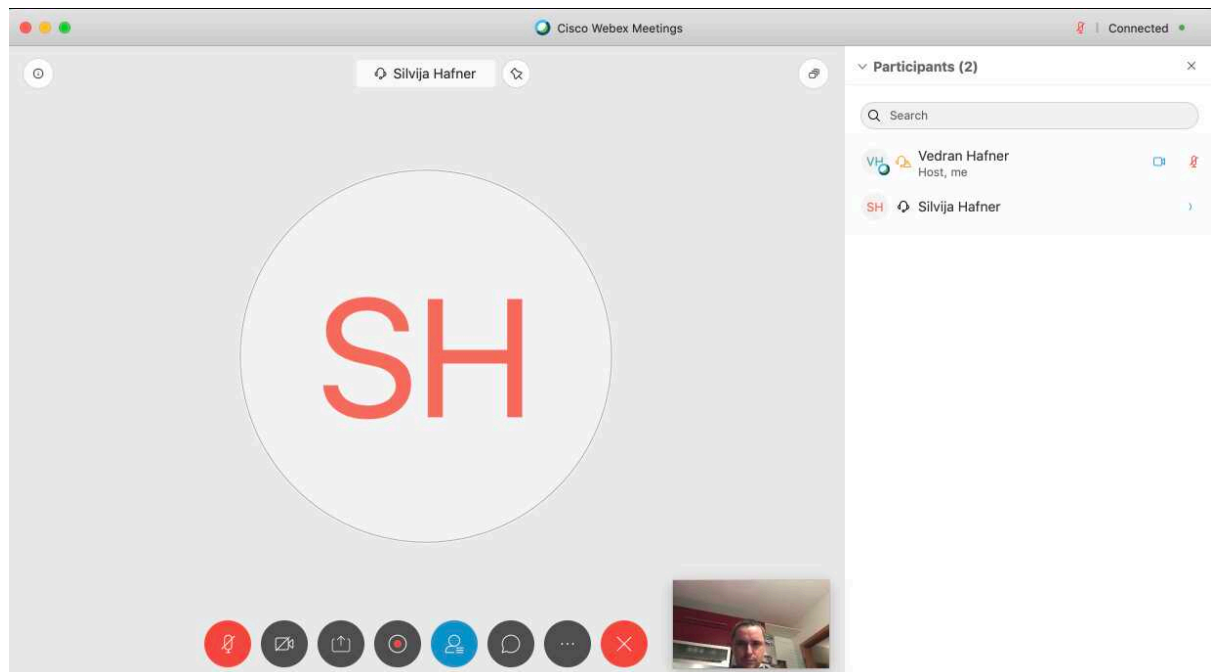 Cisco Webex Meetings
Connected
Silvija Hafner
SH
Participants (2)
Search
VH
Vedran Hafner
Host, me
SH
Silvija Hafner